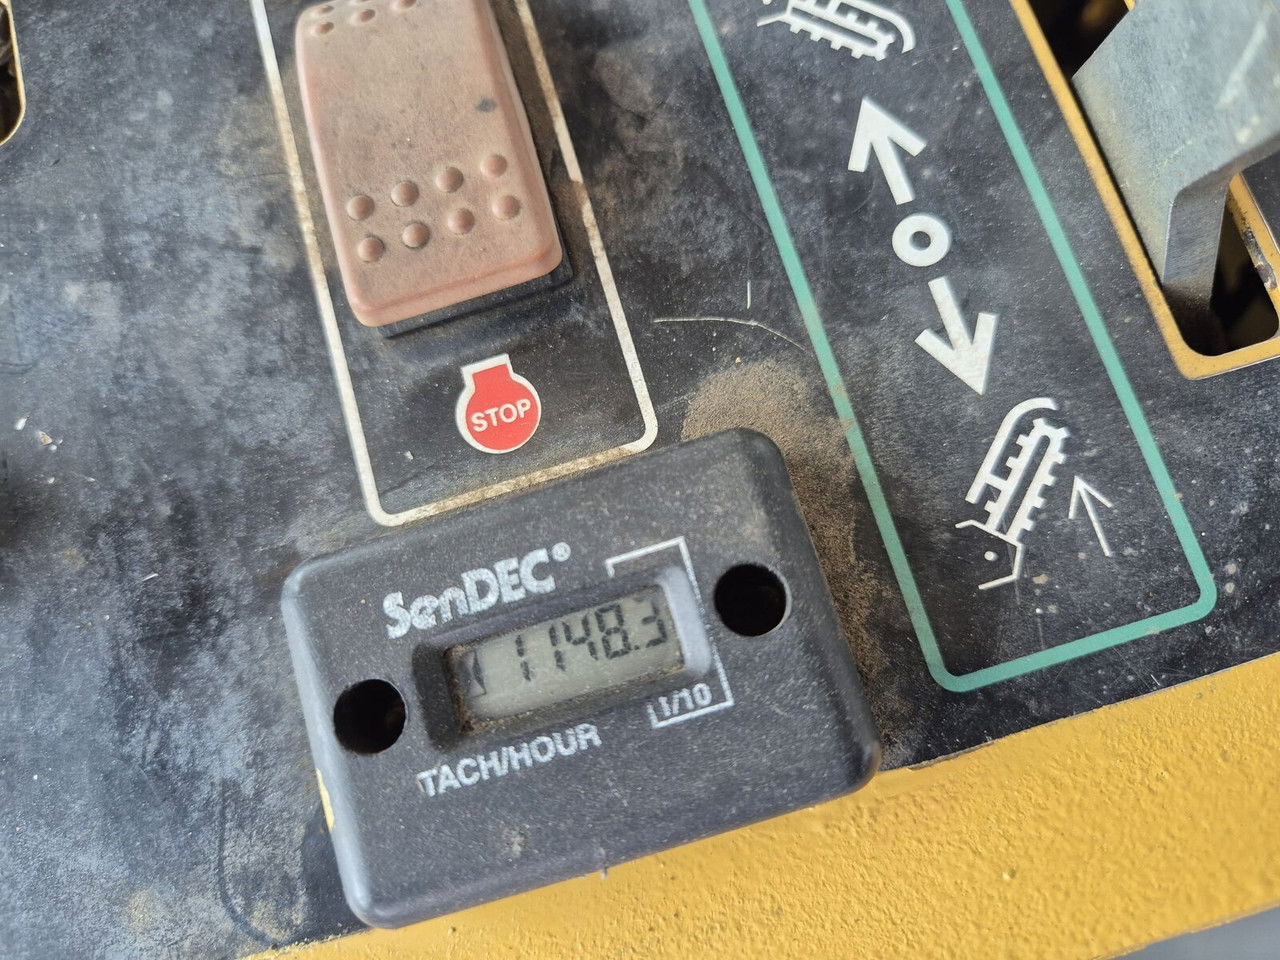 STOP
SenDEC®
1148.3
1/10
TACH/HOUR